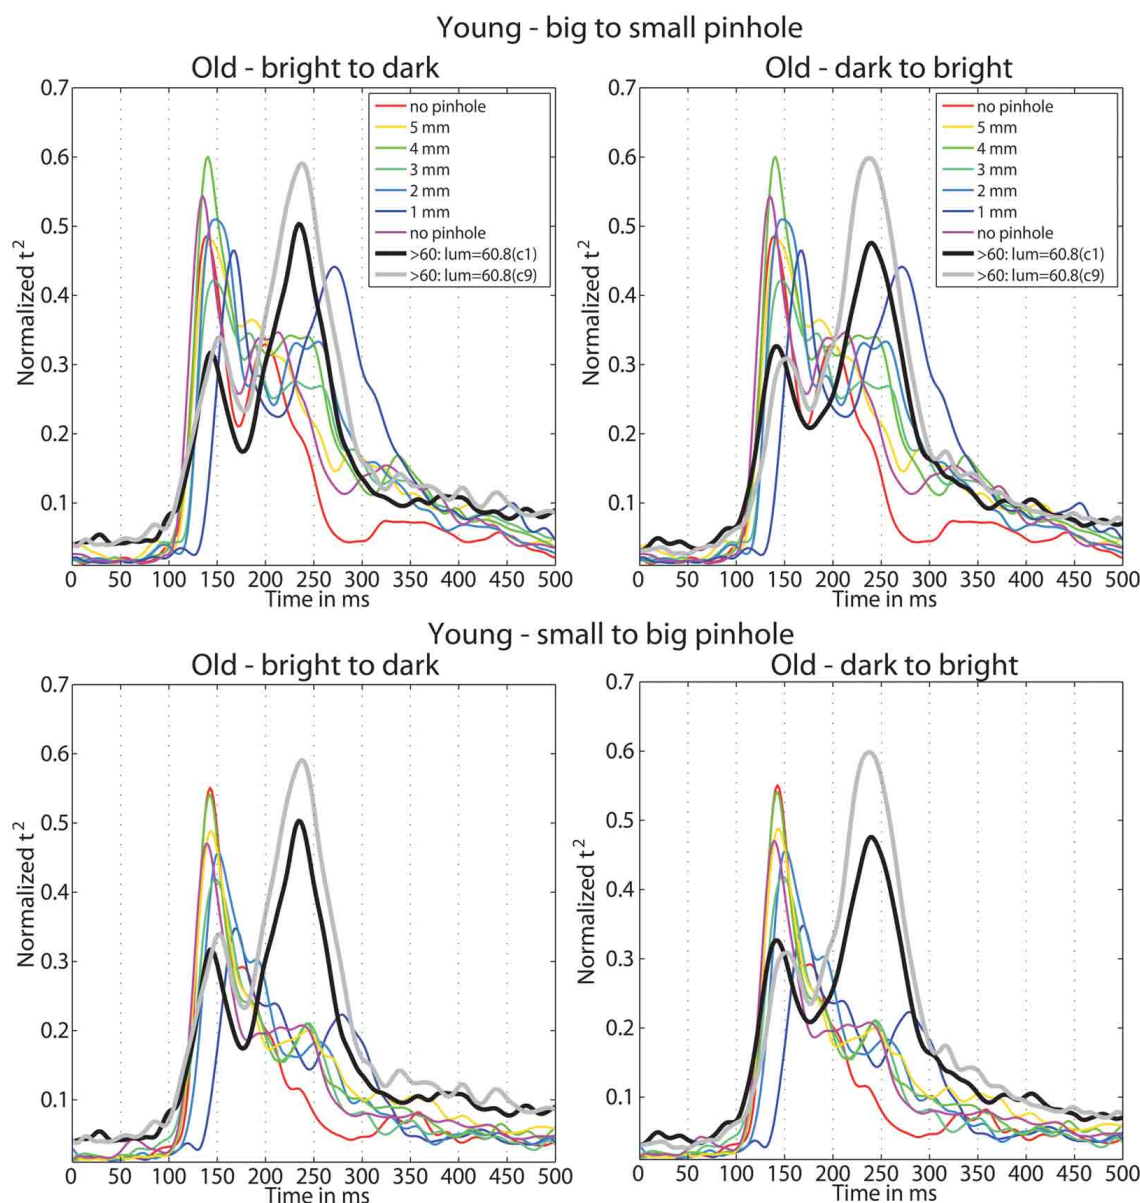 Young - big to small pinhole
Old - bright to dark
0.7
0.6
0.5
0.4
0.3
0.2
0.1
Normalized t²
no pinhole
5 mm
4 mm
3 mm
2 mm
1 mm
no pinhole
>60: lum=60.8(c1)
>60: lum=60.8(c9)
0 50 100 150 200 250 300 350 400 450 500
Time in ms
Old - dark to bright
0.7
0.6
0.5
0.4
0.3
0.2
0.1
Normalized t²
no pinhole
5 mm
4 mm
3 mm
2 mm
1 mm
no pinhole
>60: lum=60.8(c1)
>60: lum=60.8(c9)
0 50 100 150 200 250 300 350 400 450 500
Time in ms
Young - small to big pinhole
Old - bright to dark
0.7
0.6
0.5
0.4
0.3
0.2
0.1
Normalized t²
0 50 100 150 200 250 300 350 400 450 500
Time in ms
Old - dark to bright
0.7
0.6
0.5
0.4
0.3
0.2
0.1
Normalized t²
0 50 100 150 200 250 300 350 400 450 500
Time in ms